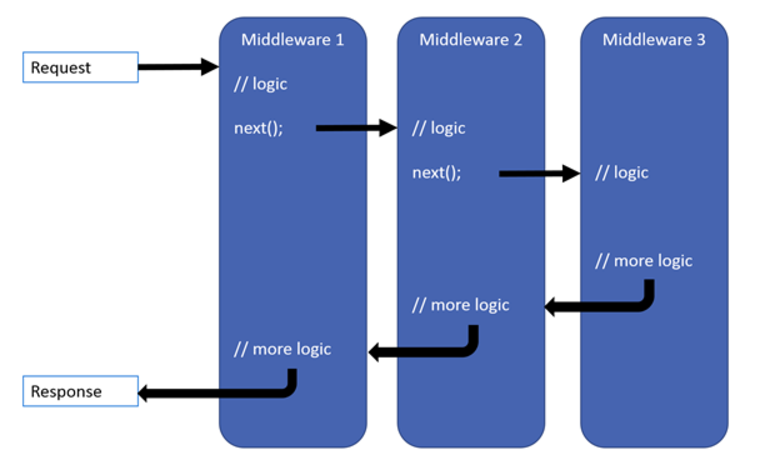 Middleware 1
Middleware 2
Middleware 3
Request
// logic
next();
// logic
next();
// logic
// more logic
// more logic
// more logic
Response